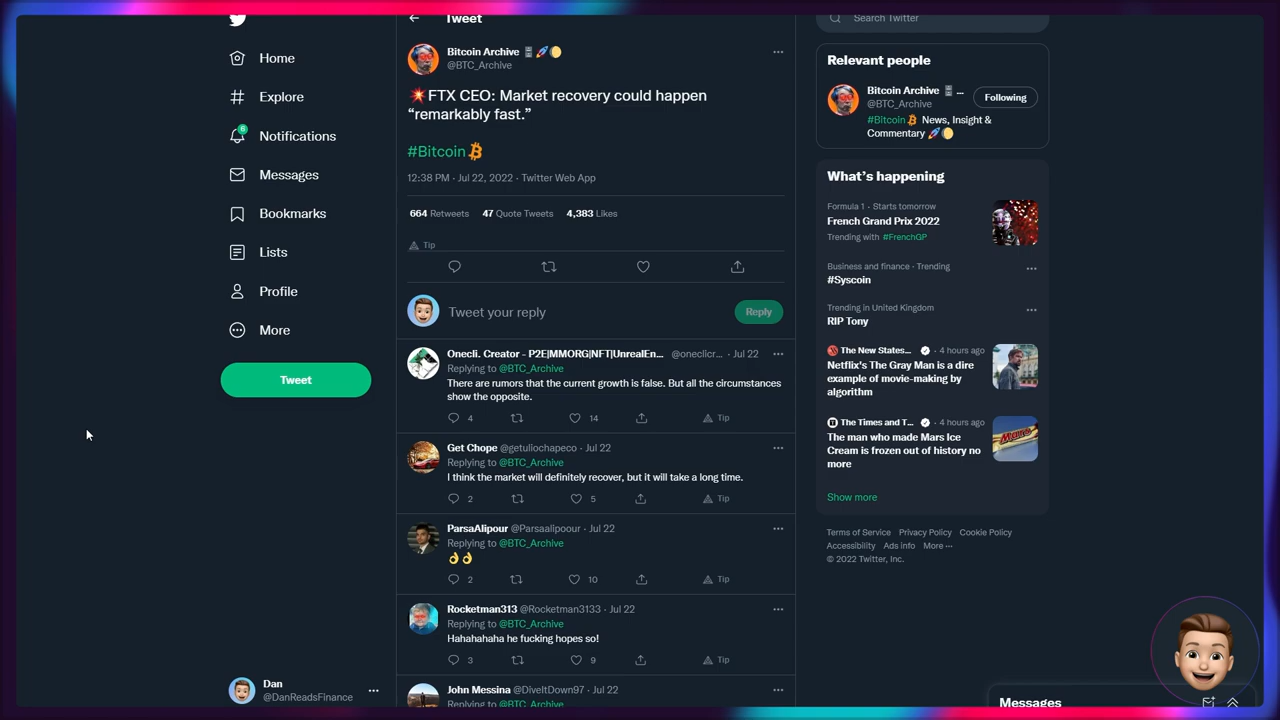 Home
Explore
6
Notifications
Messages
Bookmarks
Lists
Profile
More
Tweet
Dan
@DanReadsFinance
Tweet
Bitcoin Archive 🗄🚀🌖
@BTC_Archive
💥FTX CEO: Market recovery could happen
“remarkably fast.”
#Bitcoin
12:38 PM · Jul 22, 2022 · Twitter Web App
664 Retweets 47 Quote Tweets 4,383 Likes
Tip
Tweet your reply
Reply
Onecli. Creator - P2E|MMORG|NFT|UnrealEn... @oneclicr... · Jul 22
Replying to @BTC_Archive
There are rumors that the current growth is false. But all the circumstances
show the opposite.
4 14 Tip
Get Chope @getuliochapeco · Jul 22
Replying to @BTC_Archive
I think the market will definitely recover, but it will take a long time.
2 5 Tip
ParsaAlipour @Parsaalipoour · Jul 22
Replying to @BTC_Archive
👌👌
2 10 Tip
Rocketman313 @Rocketman3133 · Jul 22
Replying to @BTC_Archive
Hahahahaha he fucking hopes so!
3 9 Tip
John Messina @DiveItDown97 · Jul 22
Replying to @BTC_Archive
Search Twitter
Relevant people
Bitcoin Archive 🗄 ...
@BTC_Archive
Following
#Bitcoin News, Insight &
Commentary 🚀🌖
What's happening
Formula 1 · Starts tomorrow
French Grand Prix 2022
Trending with #FrenchGP
Business and finance · Trending
#Syscoin
Trending in United Kingdom
RIP Tony
The New States... · 4 hours ago
Netflix's The Gray Man is a dire
example of movie-making by
algorithm
The Times and T... · 4 hours ago
The man who made Mars Ice
Cream is frozen out of history no
more
Show more
Terms of Service Privacy Policy Cookie Policy
Accessibility Ads info More ···
© 2022 Twitter, Inc.
Messages